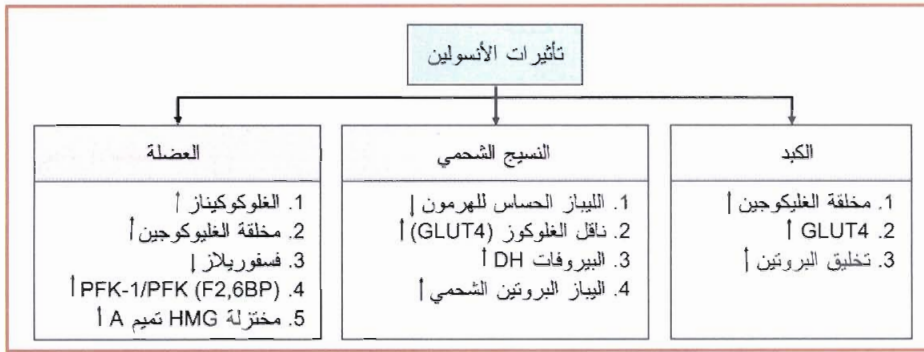 تأثيرات الأنسولين
الكبد
1. مخلقة الغليكوجين ↑
2. GLUT4 ↑
3. تخليق البروتين ↑
النسيج الشحمي
1. الليباز الحساس للهرمون ↓
2. ناقل الغلوكوز (GLUT4) ↑
3. البيروفات DH ↑
4. اليباز البروتين الشحمي ↑
العضلة
1. الغلوكوكيناز ↑
2. مخلقة الغليوكوجين ↑
3. فسفوريلاز ↓
4. PFK-1/PFK (F2,6BP) ↑
5. مختزلة HMG تميم A ↑